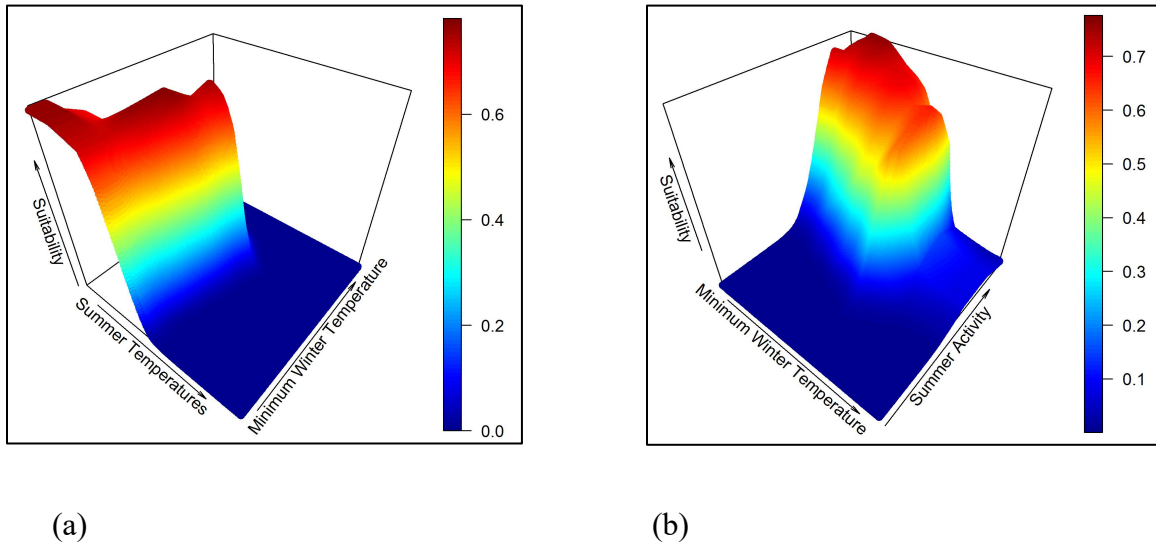 Suitability
Summer Temperatures
Minimum Winter Temperature
0.6
0.4
0.2
0.0
Suitability
Minimum Winter Temperature
Summer Activity
0.7
0.6
0.5
0.4
0.3
0.2
0.1
(a)
(b)